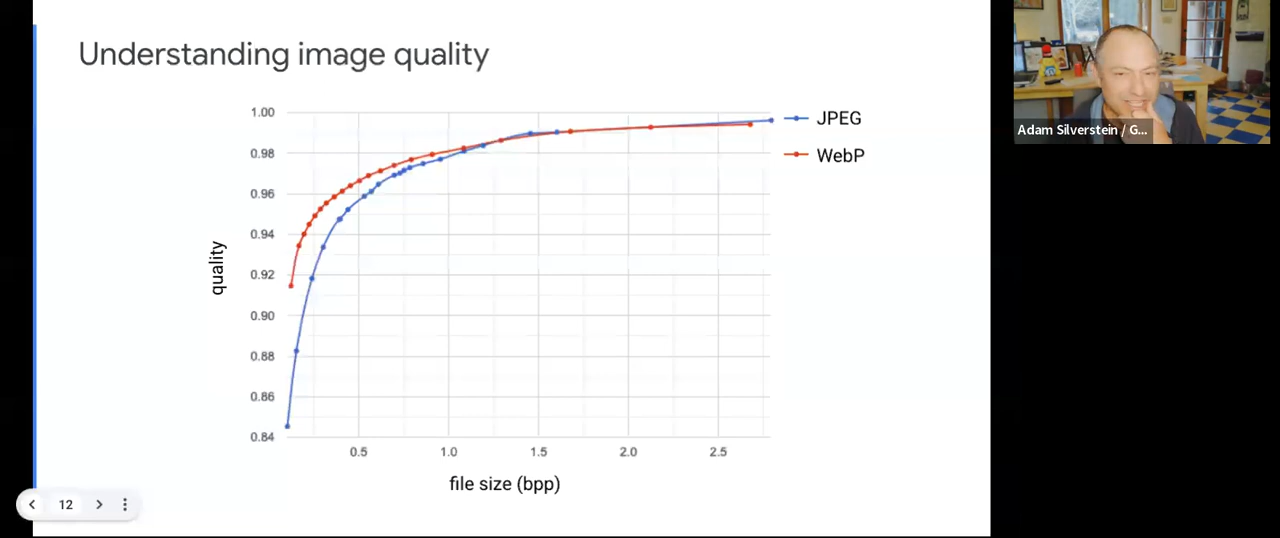 Understanding image quality
1.00
0.98
0.96
0.94
0.92
0.90
0.88
0.86
0.84
quality
0.5
1.0
1.5
2.0
2.5
file size (bpp)
JPEG
WebP
12
Adam Silverstein / G...